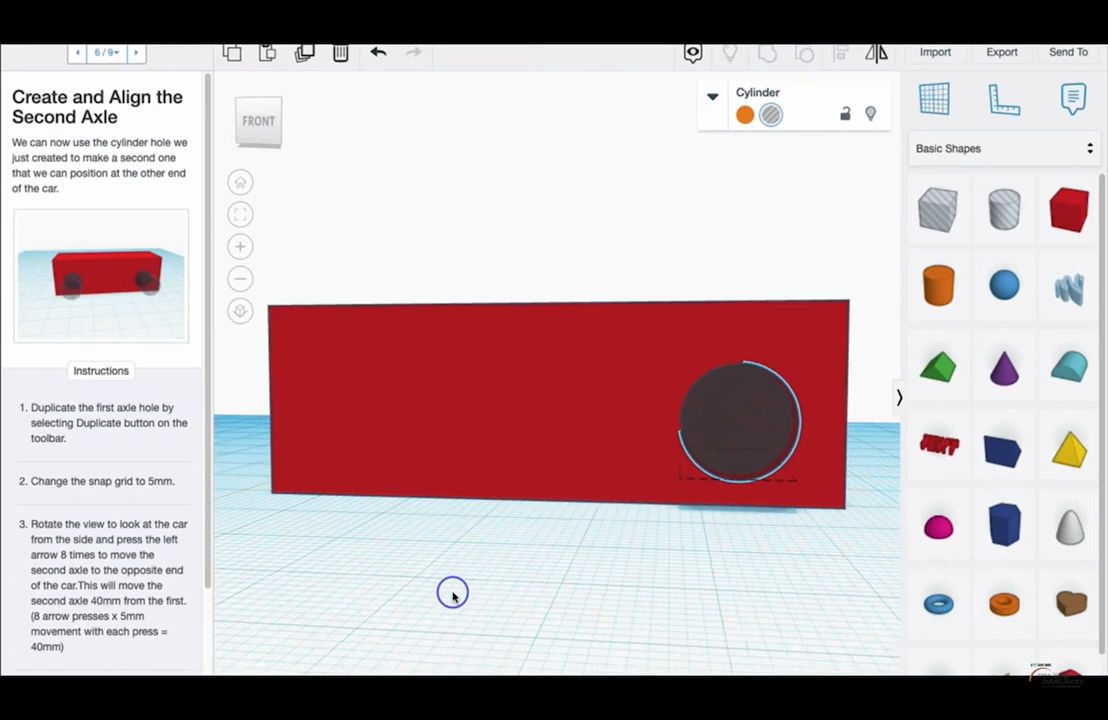 6/9
Import
Export
Send To
Create and Align the
Second Axle
We can now use the cylinder hole we
just created to make a second one
that we can position at the other end
of the car.
Instructions
1. Duplicate the first axle hole by
selecting Duplicate button on the
toolbar.
2. Change the snap grid to 5mm.
3. Rotate the view to look at the car
from the side and press the left
arrow 8 times to move the
second axle to the opposite end
of the car.This will move the
second axle 40mm from the first.
(8 arrow presses x 5mm
movement with each press =
40mm)
FRONT
Cylinder
Basic Shapes